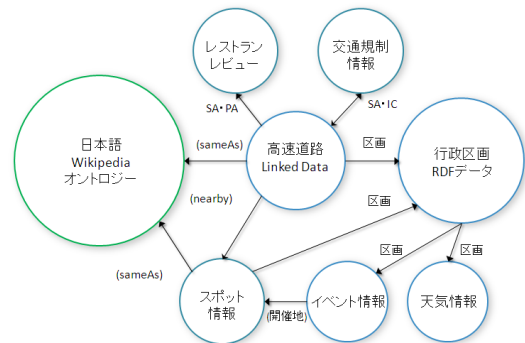 レストラン
レビュー
交通規制
情報
SA・PA
SA・IC
日本語
Wikipedia
オントロジー
(sameAs)
高速道路
Linked Data
区画
行政区画
RDFデータ
(nearby)
区画
(sameAs)
区画
区画
スポット
情報
(開催地)
イベント情報
天気情報